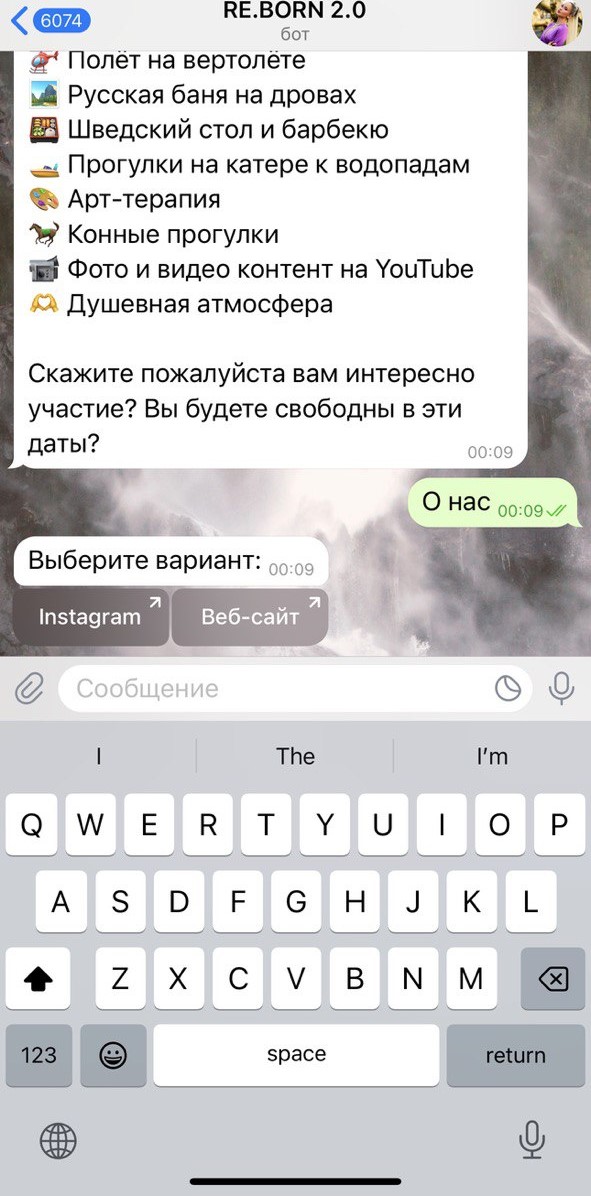 6074
RE.BORN 2.0
бот
Полёт на вертолёте
Русская баня на дровах
Шведский стол и барбекю
Прогулки на катере к водопадам
Арт-терапия
Конные прогулки
Фото и видео контент на YouTube
Душевная атмосфера
Скажите пожалуйста вам интересно
участие? Вы будете свободны в эти
даты?
00:09
О нас 00:09
Выберите вариант: 00:09
Instagram Веб-сайт
Сообщение
I The I'm
Q W E R T Y U I O P
A S D F G H J K L
Z X C V B N M
123 space return